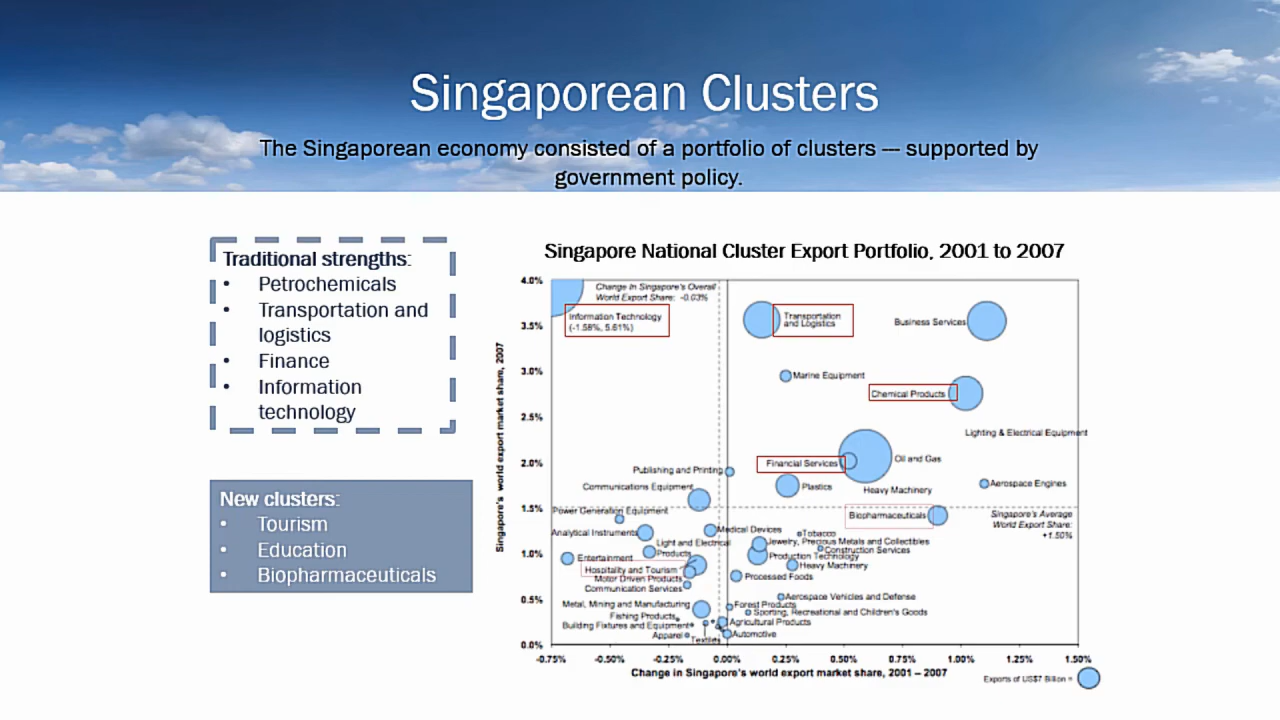 Singaporean Clusters
The Singaporean economy consisted of a portfolio of clusters — supported by
government policy.
Traditional strengths:
• Petrochemicals
• Transportation and
logistics
• Finance
• Information
technology
New clusters:
• Tourism
• Education
• Biopharmaceuticals
Singapore National Cluster Export Portfolio, 2001 to 2007
Singapore's world export market share, 2007
4.0%
3.5%
3.0%
2.5%
2.0%
1.5%
1.0%
0.5%
0.0%
Change In Singapore's Overall
World Export Share: -0.03%
Information Technology
(-1.58%, 5.61%)
Transportation
and Logistics
Business Services
Marine Equipment
Chemical Products
Lighting & Electrical Equipment
Financial Services
Oil and Gas
Publishing and Printing
Communications Equipment
Plastics
Heavy Machinery
Aerospace Engines
Power Generation Equipment
Biopharmaceuticals
Singapore's Average
World Export Share:
+1.50%
Analytical Instruments
Medical Devices
Tobacco
Light and Electrical
Products
Jewelry, Precious Metals and Collectibles
Construction Services
Entertainment
Production Technology
Hospitality and Tourism
Heavy Machinery
Motor Driven Products
Processed Foods
Communication Services
Aerospace Vehicles and Defense
Metal, Mining and Manufacturing
Forest Products
Fishing Products
Sporting, Recreational and Children's Goods
Building Fixtures and Equipment
Agricultural Products
Apparel
Textiles
Automotive
-0.75% -0.50% -0.25% 0.00% 0.25% 0.50% 0.75% 1.00% 1.25% 1.50%
Change in Singapore's world export market share, 2001 – 2007
Exports of US$7 Billion =